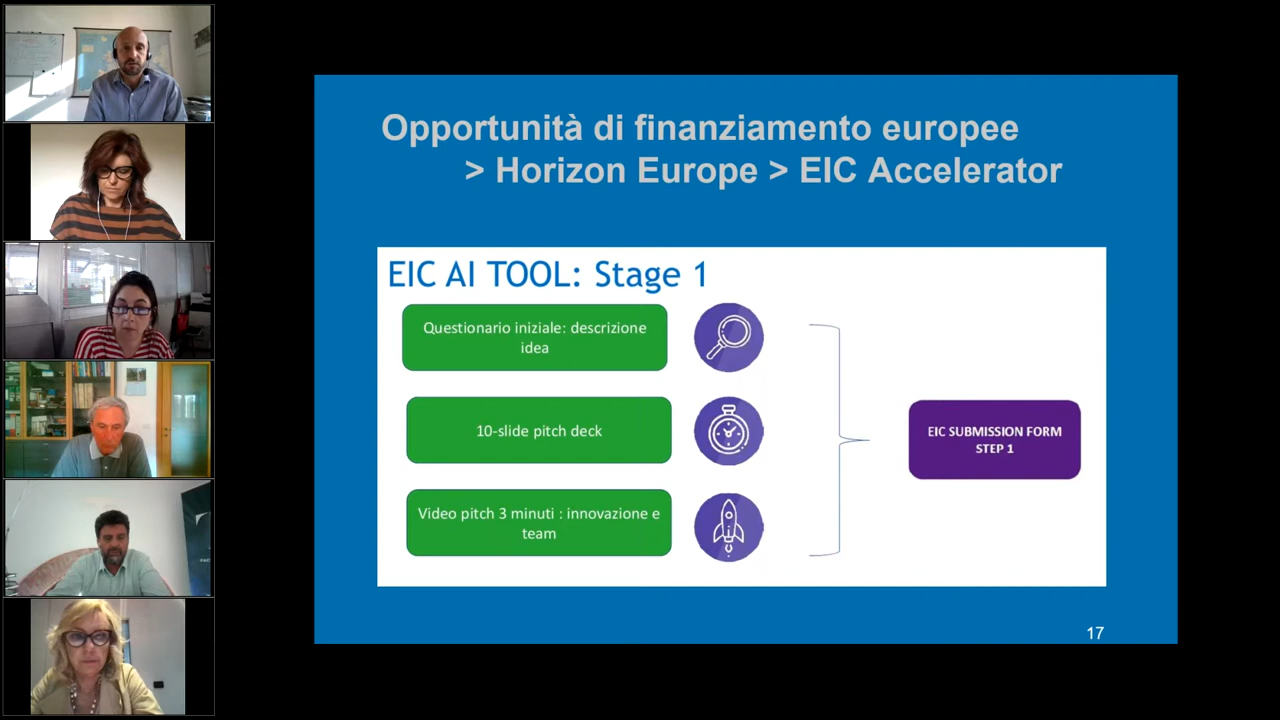 Opportunità di finanziamento europee
> Horizon Europe > EIC Accelerator
EIC AI TOOL: Stage 1
Questionario iniziale: descrizione
idea
10-slide pitch deck
Video pitch 3 minuti : innovazione e
team
EIC SUBMISSION FORM
STEP 1
17